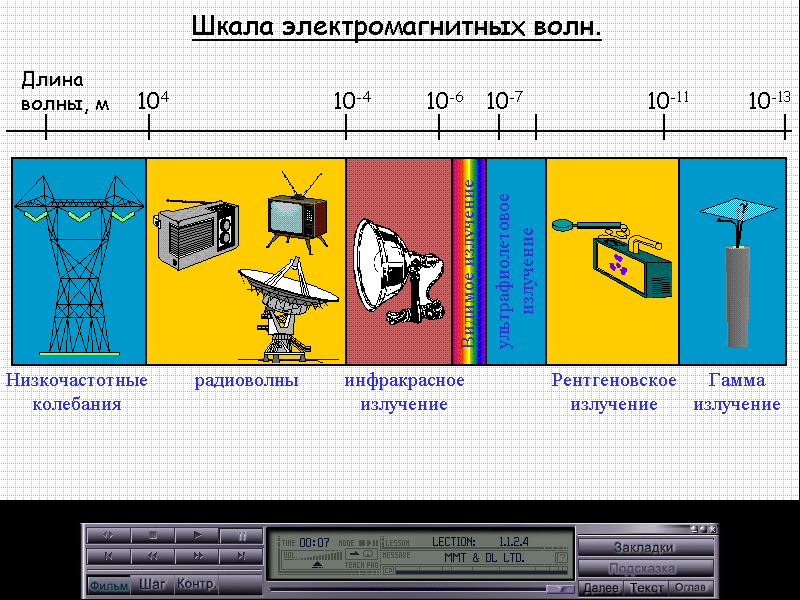 Шкала электромагнитных волн.
Длина
волны, м 10⁴ 10⁻⁴ 10⁻⁶ 10⁻⁷ 10⁻¹¹ 10⁻¹³
Видимое излучение
ультрафиолетовое
излучение
Низкочастотные
колебания
радиоволны
инфракрасное
излучение
Рентгеновское
излучение
Гамма
излучение
TIME 00:07 MODE LESSON LECTION: 1.1.2.4
VOL MESSAGE MMT & DL LTD.
TEACH PRO
Фильм Шаг Контр.
Закладки
Подсказка
Далее Текст Оглав